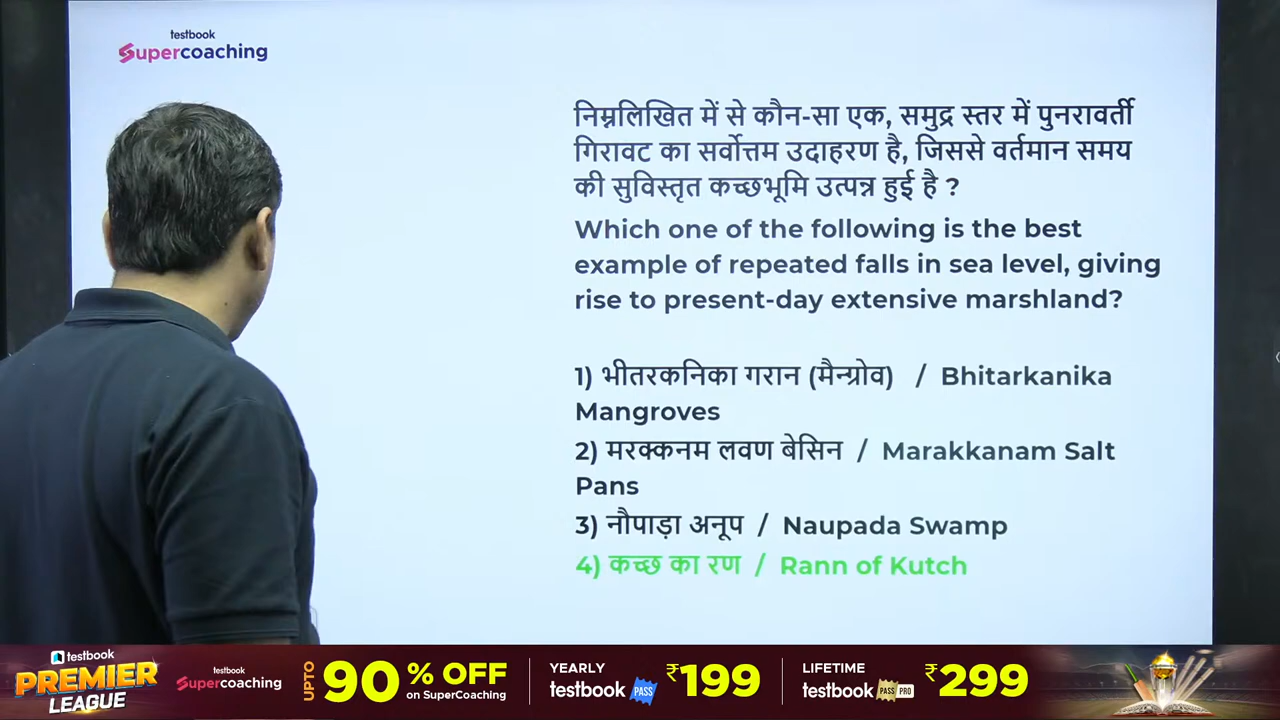 testbook
Supercoaching
निम्नलिखित में से कौन-सा एक, समुद्र स्तर में पुनरावर्ती
गिरावट का सर्वोत्तम उदाहरण है, जिससे वर्तमान समय
की सुविस्तृत कच्छभूमि उत्पन्न हुई है ?
Which one of the following is the best
example of repeated falls in sea level, giving
rise to present-day extensive marshland?
1) भीतरकनिका गरान (मैन्ग्रोव) / Bhitarkanika
Mangroves
2) मरक्कनम लवण बेसिन / Marakkanam Salt
Pans
3) नौपाड़ा अनूप / Naupada Swamp
4) कच्छ का रण / Rann of Kutch
testbook
PREMIER
LEAGUE
testbook
Supercoaching
UPTO
90% OFF
on SuperCoaching
YEARLY
testbook PASS
₹199
LIFETIME
testbook PASS PRO
₹299